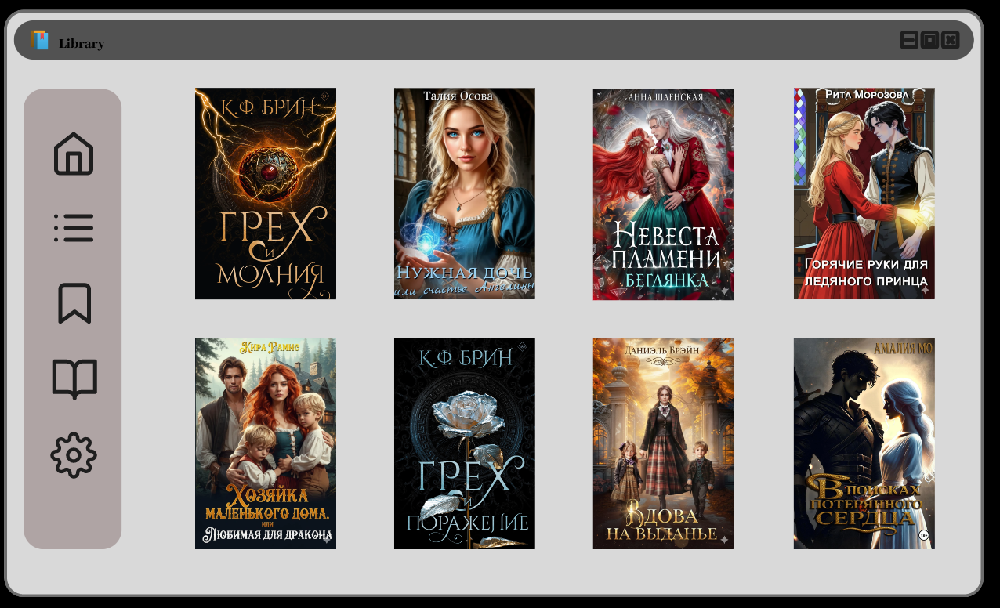 Library
К.Ф. БРИН
ГРЕХ
И
МОЛНИЯ
Талия Осова
НУЖНАЯ ДОЧЬ
или счастье Ангелины
АННА ШАЕНСКАЯ
НЕВЕСТА
ПЛАМЕНИ
БЕГЛЯНКА
РИТА МОРОЗОВА
ГОРЯЧИЕ РУКИ ДЛЯ
ЛЕДЯНОГО ПРИНЦА
КИРА РАМИС
ХОЗЯЙКА
МАЛЕНЬКОГО ДОМА,
ИЛИ
ЛЮБИМАЯ ДЛЯ ДРАКОНА
К.Ф. БРИН
ГРЕХ
И
ПОРАЖЕНИЕ
ДАНИЭЛЬ БРЭЙН
ВДОВА
НА ВЫДАНЬЕ
АМАЛИЯ МО
В ПОИСКАХ
ПОТЕРЯННОГО
СЕРДЦА
18+